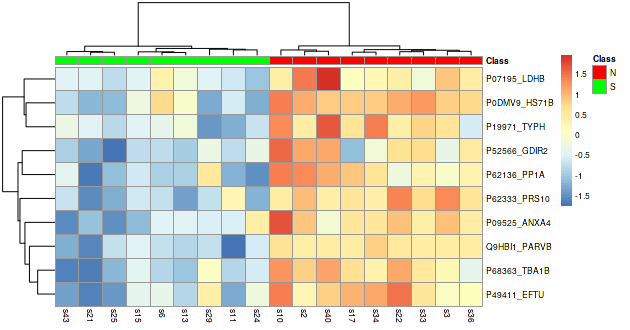 Class
Class
N
S
1.5
1
0.5
0
-0.5
-1
-1.5
P07195_LDHB
P0DMV9_HS71B
P19971_TYPH
P52566_GDIR2
P62136_PP1A
P62333_PRS10
P09525_ANXA4
Q9HBI1_PARVB
P68363_TBA1B
P49411_EFTU
s43 s21 s25 s15 s6 s13 s29 s11 s24 s10 s2 s40 s17 s34 s22 s33 s3 s36